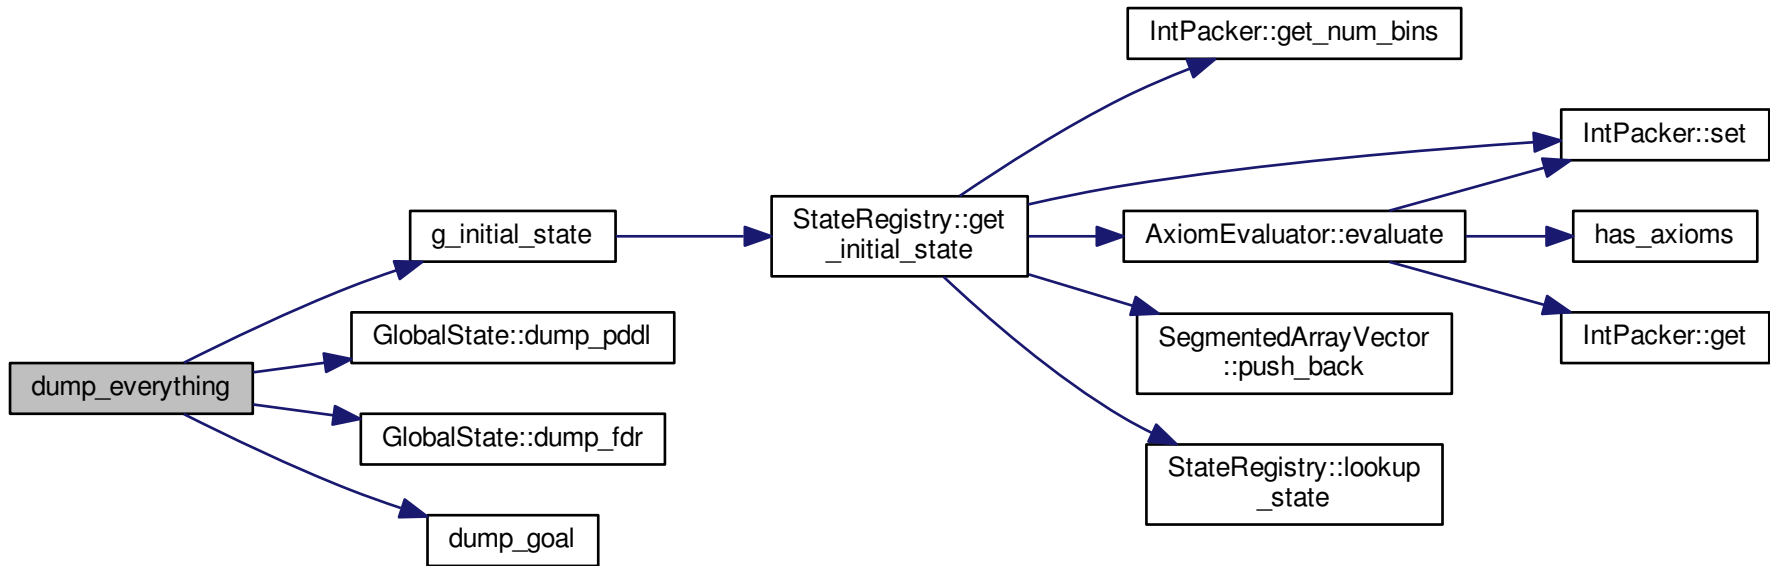 dump_everything
g_initial_state
GlobalState::dump_pddl
GlobalState::dump_fdr
dump_goal
StateRegistry::get
_initial_state
IntPacker::get_num_bins
AxiomEvaluator::evaluate
SegmentedArrayVector
::push_back
StateRegistry::lookup
_state
IntPacker::set
has_axioms
IntPacker::get